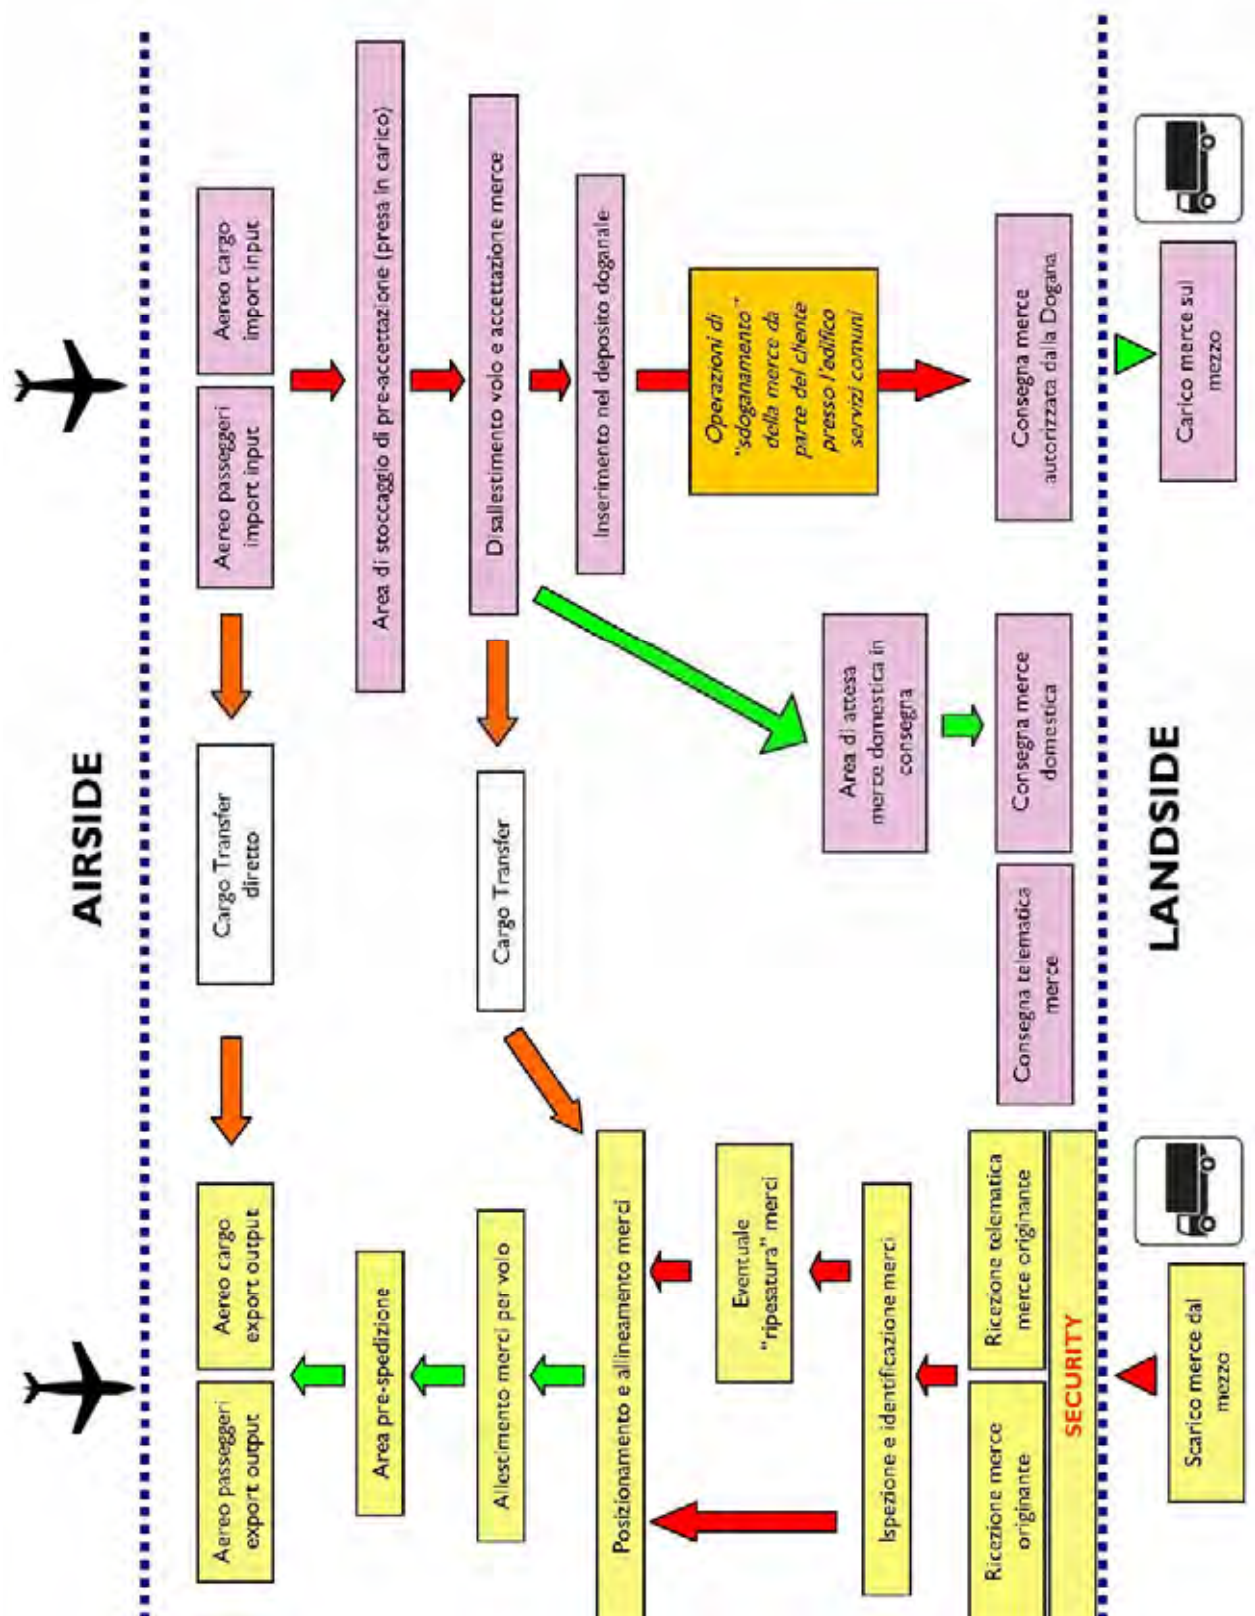 AIRSIDE
Aereo passeggeri
export output
Aereo cargo
export output
Cargo Transfer
diretto
Aereo passeggeri
import input
Aereo cargo
import input
Area pre-spedizione
Area di stoccaggio di pre-accettazione (presa in carico)
Allestimento merci per volo
Cargo Transfer
Disallestimento volo e accettazione merce
Posizionamento e allineamento merci
Inserimento nel deposito doganale
Eventuale
"ripesatura" merci
Operazioni di
"sdoganamento"
della merce da
parte del cliente
presso l'edifico
servizi comuni
Ispezione e identificazione merci
Area di attesa
merce domestica in
consegna
Ricezione merce
originante
Ricezione telematica
merce originante
SECURITY
Consegna telematica
merce
Consegna merce
domestica
Consegna merce
autorizzata dalla Dogana
LANDSIDE
Scarico merce dal
mezzo
Carico merce sul
mezzo